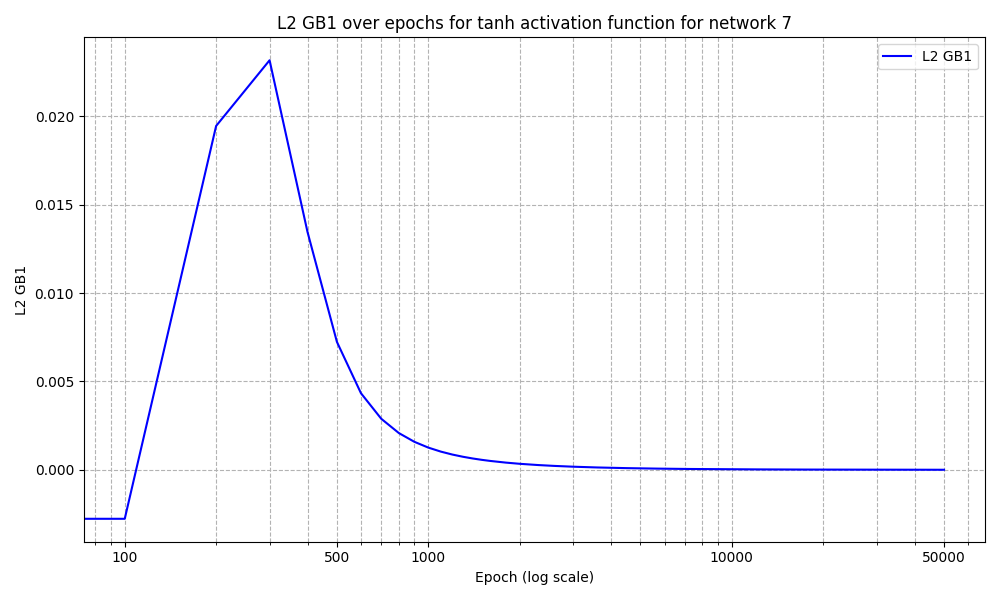 L2 GB1 over epochs for tanh activation function for network 7
L2 GB1
0.020
0.015
0.010
0.005
0.000
L2 GB1
100
500
1000
10000
50000
Epoch (log scale)